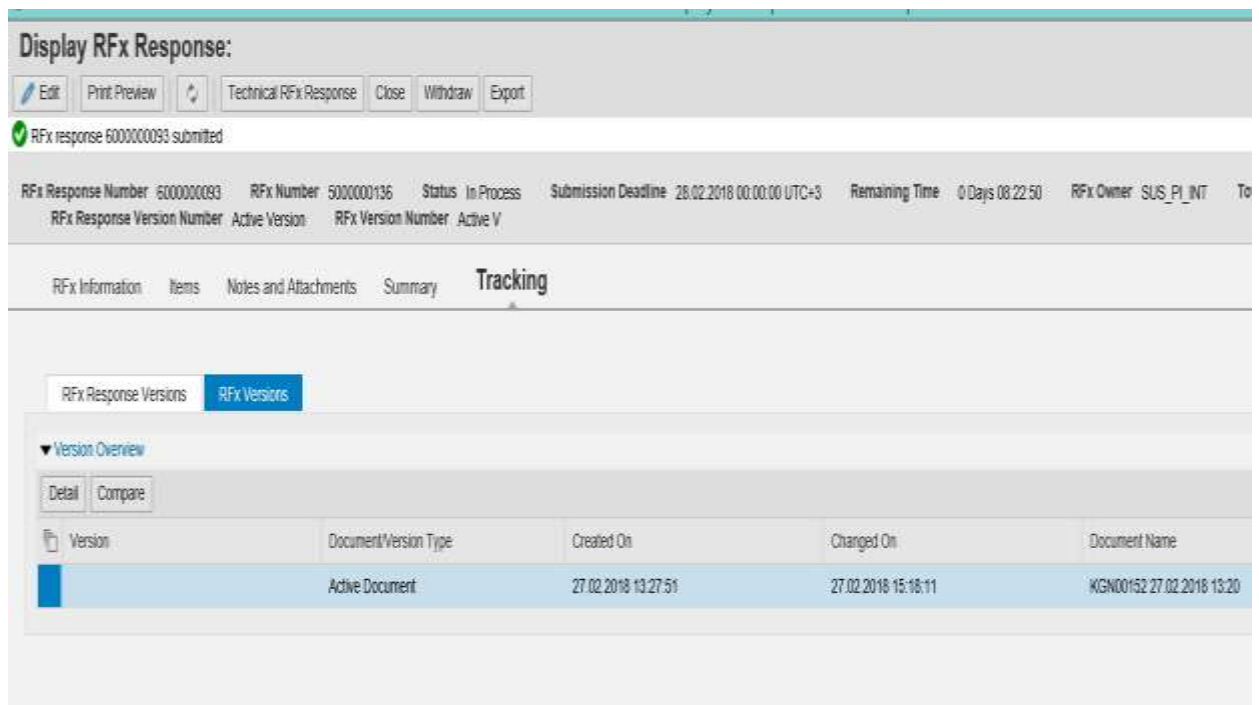 Display RFx Response:
Edit Print Preview Technical RFx Response Close Withdraw Export
RFx response 6000000093 submitted
RFx Response Number 6000000093 RFx Number 5000000136 Status In Process Submission Deadline 28.02.2018 00:00:00 UTC+3 Remaining Time 0 Days 08:22:50 RFx Owner SUS_PI_INT To
RFx Response Version Number Active Version RFx Version Number Active V
RFx Information Items Notes and Attachments Summary Tracking
RFx Response Versions RFx Versions
Version Overview
Detail Compare
Version Document/Version Type Created On Changed On Document Name
Active Document 27.02.2018 13:27:51 27.02.2018 15:18:11 KGN00152 27.02.2018 13:20